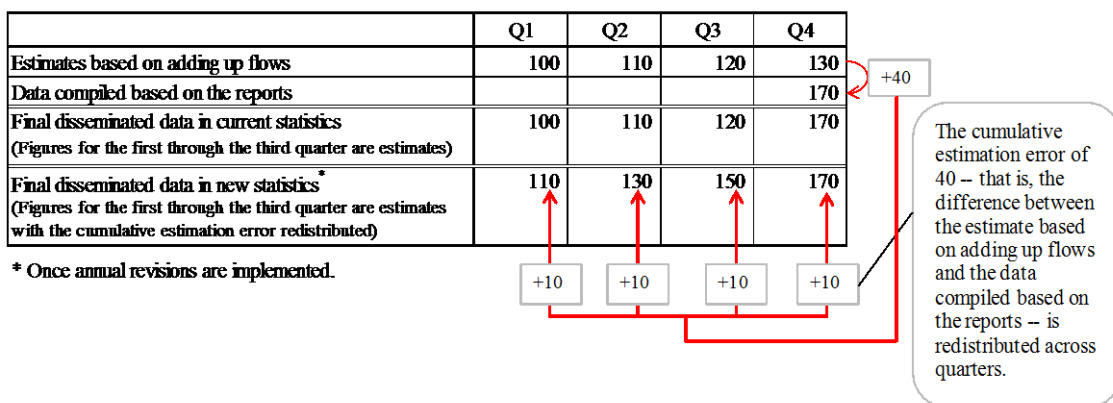 Q1 Q2 Q3 Q4
Estimates based on adding up flows 100 110 120 130
+40
Data compiled based on the reports 170
Final disseminated data in current statistics 100 110 120 170
(Figures for the first through the third quarter are estimates)
Final disseminated data in new statistics* 110 130 150 170
(Figures for the first through the third quarter are estimates
with the cumulative estimation error redistributed)
* Once annual revisions are implemented.
+10 +10 +10 +10
The cumulative
estimation error of
40 -- that is, the
difference between
the estimate based
on adding up flows
and the data
compiled based on
the reports -- is
redistributed across
quarters.